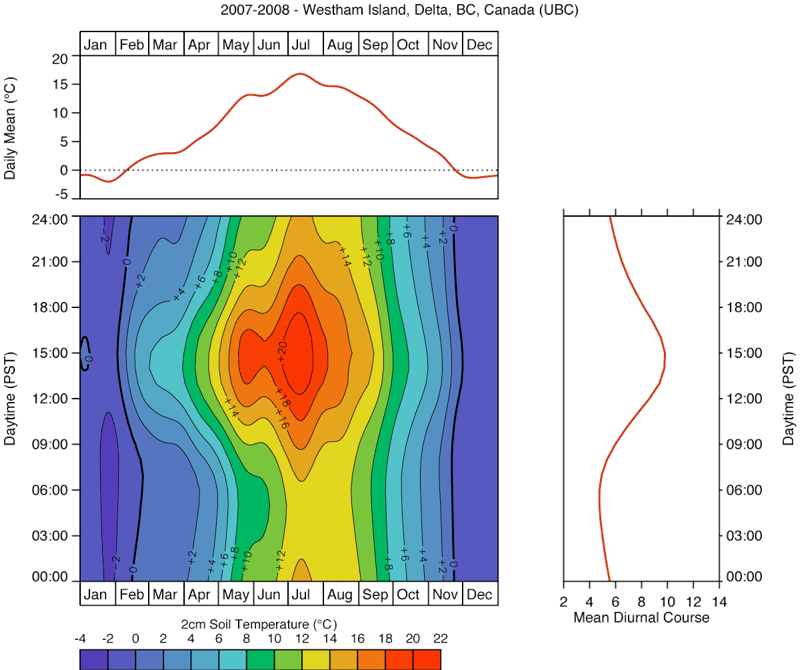 2007-2008 - Westham Island, Delta, BC, Canada (UBC)
Jan Feb Mar Apr May Jun Jul Aug Sep Oct Nov Dec
Daily Mean (°C)
20
15
10
5
0
-5
Daytime (PST)
24:00
21:00
18:00
15:00
12:00
09:00
06:00
03:00
00:00
-2 0 +2 +4 +6 +8 +10 +12 +14 +12 +10 +8 +6 +4 +2 0
0 +20
+14 +18
+16
-2 0 +2 +4 +6 +8 +10 +12 +8 +6 +4 +2 0
Jan Feb Mar Apr May Jun Jul Aug Sep Oct Nov Dec
24:00
21:00
18:00
15:00
12:00
09:00
06:00
03:00
00:00
Daytime (PST)
2 4 6 8 10 12 14
Mean Diurnal Course
2cm Soil Temperature (°C)
-4 -2 0 2 4 6 8 10 12 14 16 18 20 22